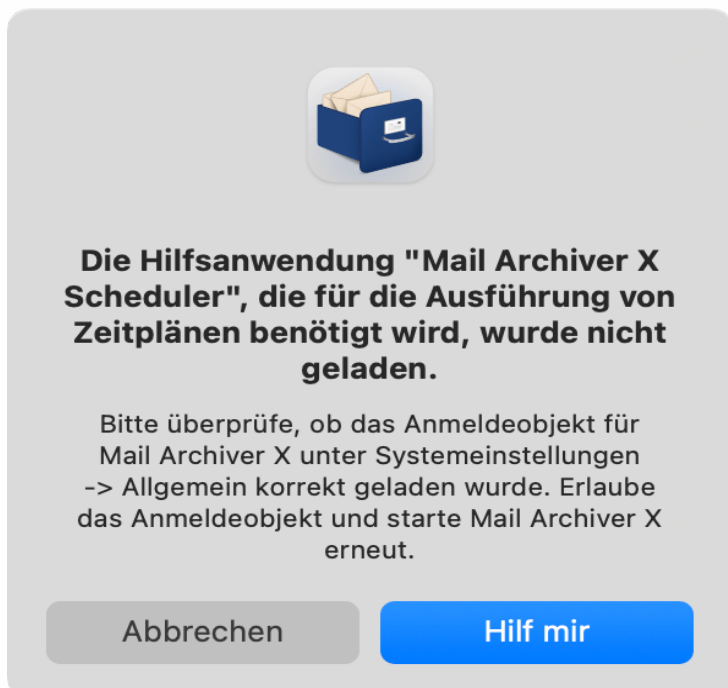 Die Hilfsanwendung "Mail Archiver X
Scheduler", die für die Ausführung von
Zeitplänen benötigt wird, wurde nicht
geladen.
Bitte überprüfe, ob das Anmeldeobjekt für
Mail Archiver X unter Systemeinstellungen
-> Allgemein korrekt geladen wurde. Erlaube
das Anmeldeobjekt und starte Mail Archiver X
erneut.
Abbrechen
Hilf mir